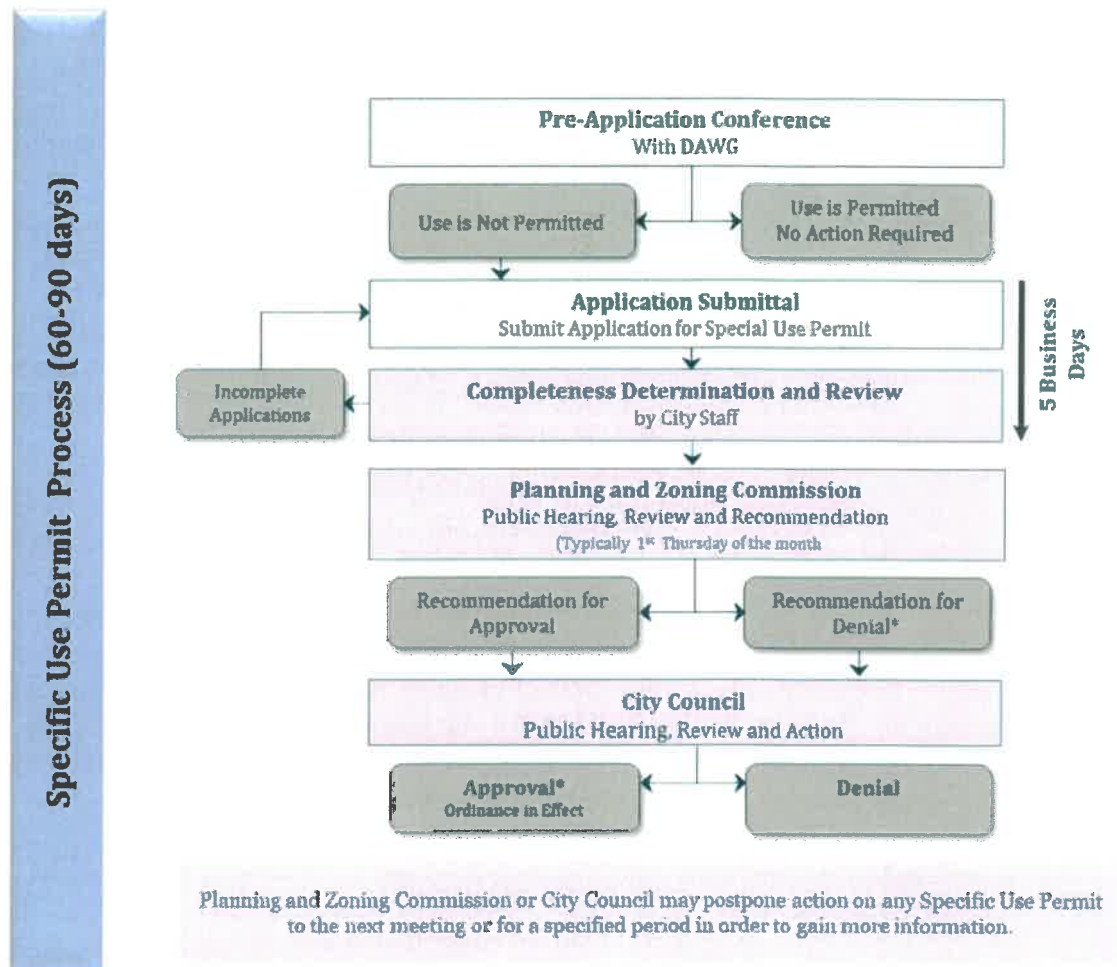 Specific Use Permit Process (60-90 days)
Pre-Application Conference
With DAWG
Use is Not Permitted
Use is Permitted
No Action Required
Application Submittal
Submit Application for Special Use Permit
5 Business
Days
Incomplete
Applications
Completeness Determination and Review
by City Staff
Planning and Zoning Commission
Public Hearing, Review and Recommendation
(Typically 1st Thursday of the month
Recommendation for
Approval
Recommendation for
Denial*
City Council
Public Hearing, Review and Action
Approval*
Ordinance in Effect
Denial
Planning and Zoning Commission or City Council may postpone action on any Specific Use Permit
to the next meeting or for a specified period in order to gain more information.